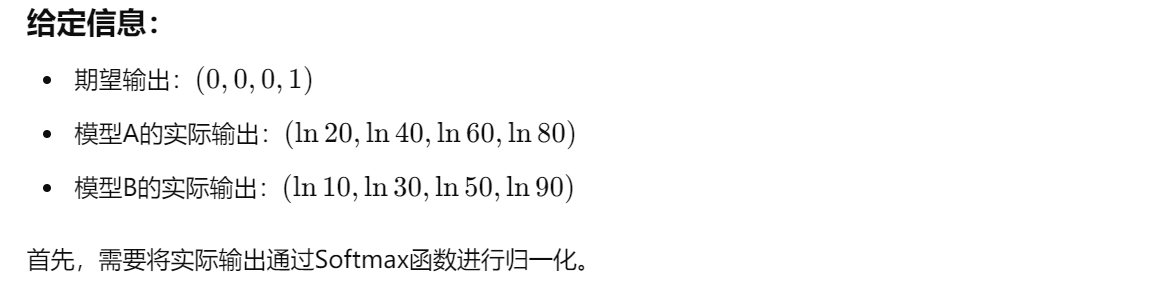 给定信息：
• 期望输出：(0, 0, 0, 1)
• 模型A的实际输出：(ln 20, ln 40, ln 60, ln 80)
• 模型B的实际输出：(ln 10, ln 30, ln 50, ln 90)
首先，需要将实际输出通过Softmax函数进行归一化。